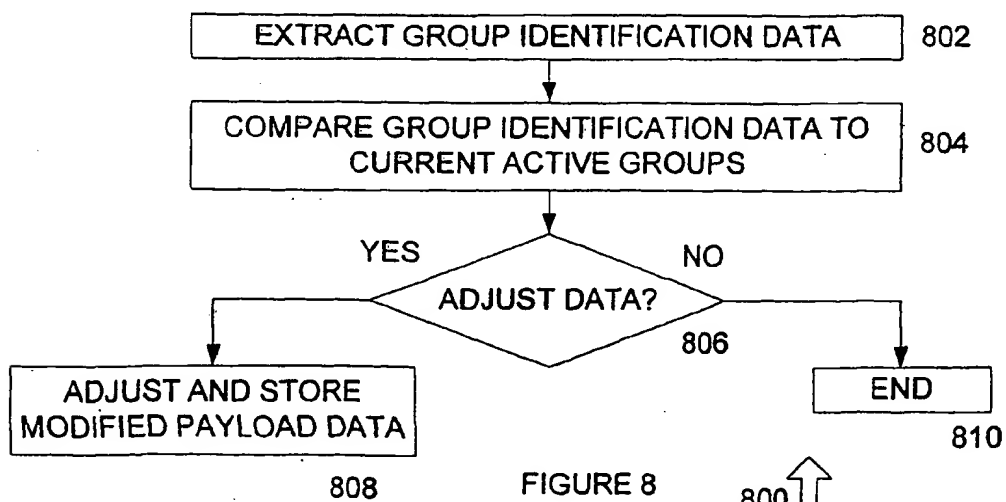 EXTRACT GROUP IDENTIFICATION DATA 802
COMPARE GROUP IDENTIFICATION DATA TO
CURRENT ACTIVE GROUPS
804
YES
NO
ADJUST DATA?
806
ADJUST AND STORE
MODIFIED PAYLOAD DATA
808
END
810
FIGURE 8
800